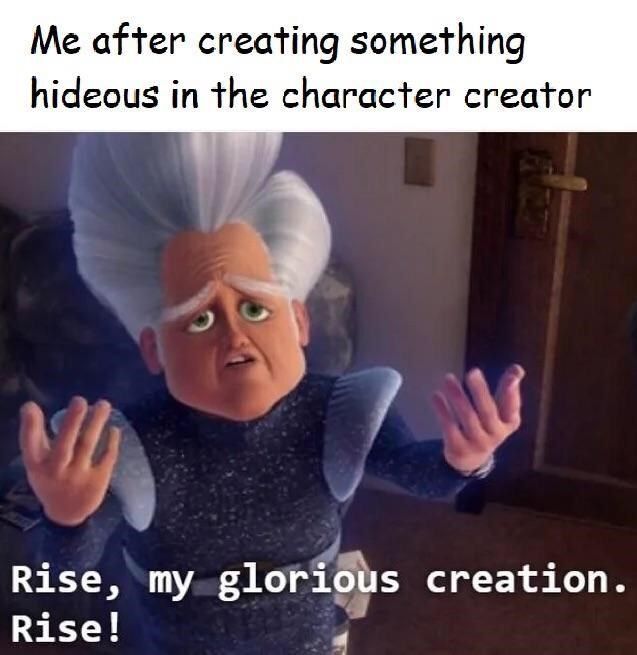 Me after creating something
hideous in the character creator
Rise, my glorious creation.
Rise!